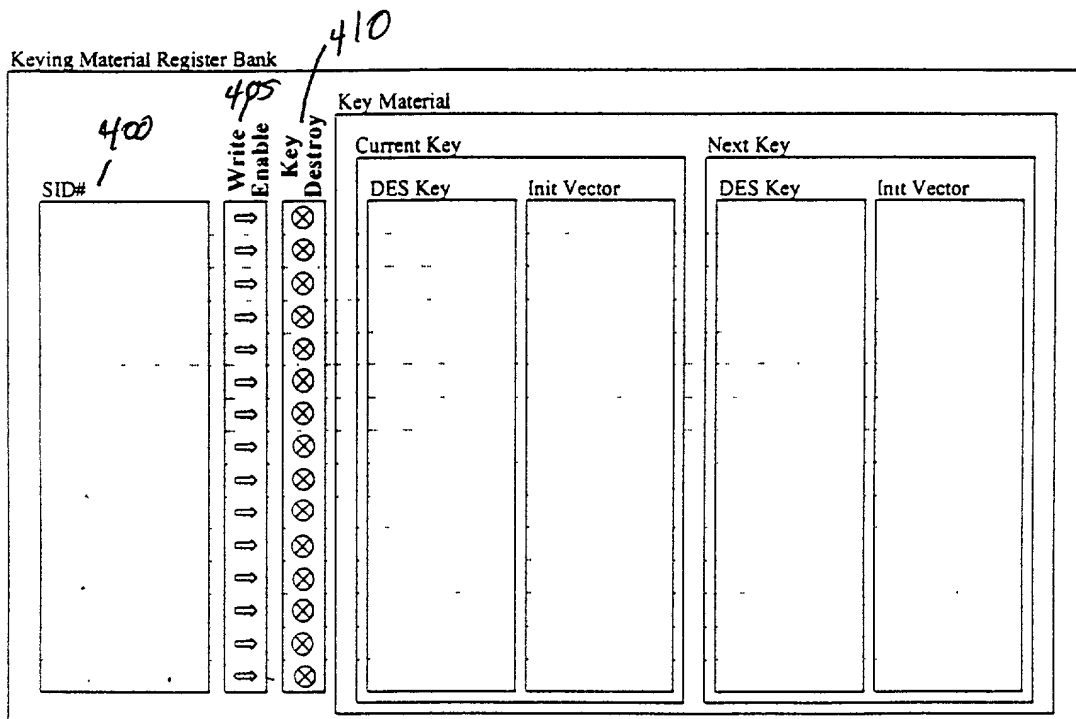 410
Keying Material Register Bank
405
Key Material
400
Write Enable
Key Destroy
Current Key
Next Key
SID#
DES Key
Init Vector
DES Key
Init Vector